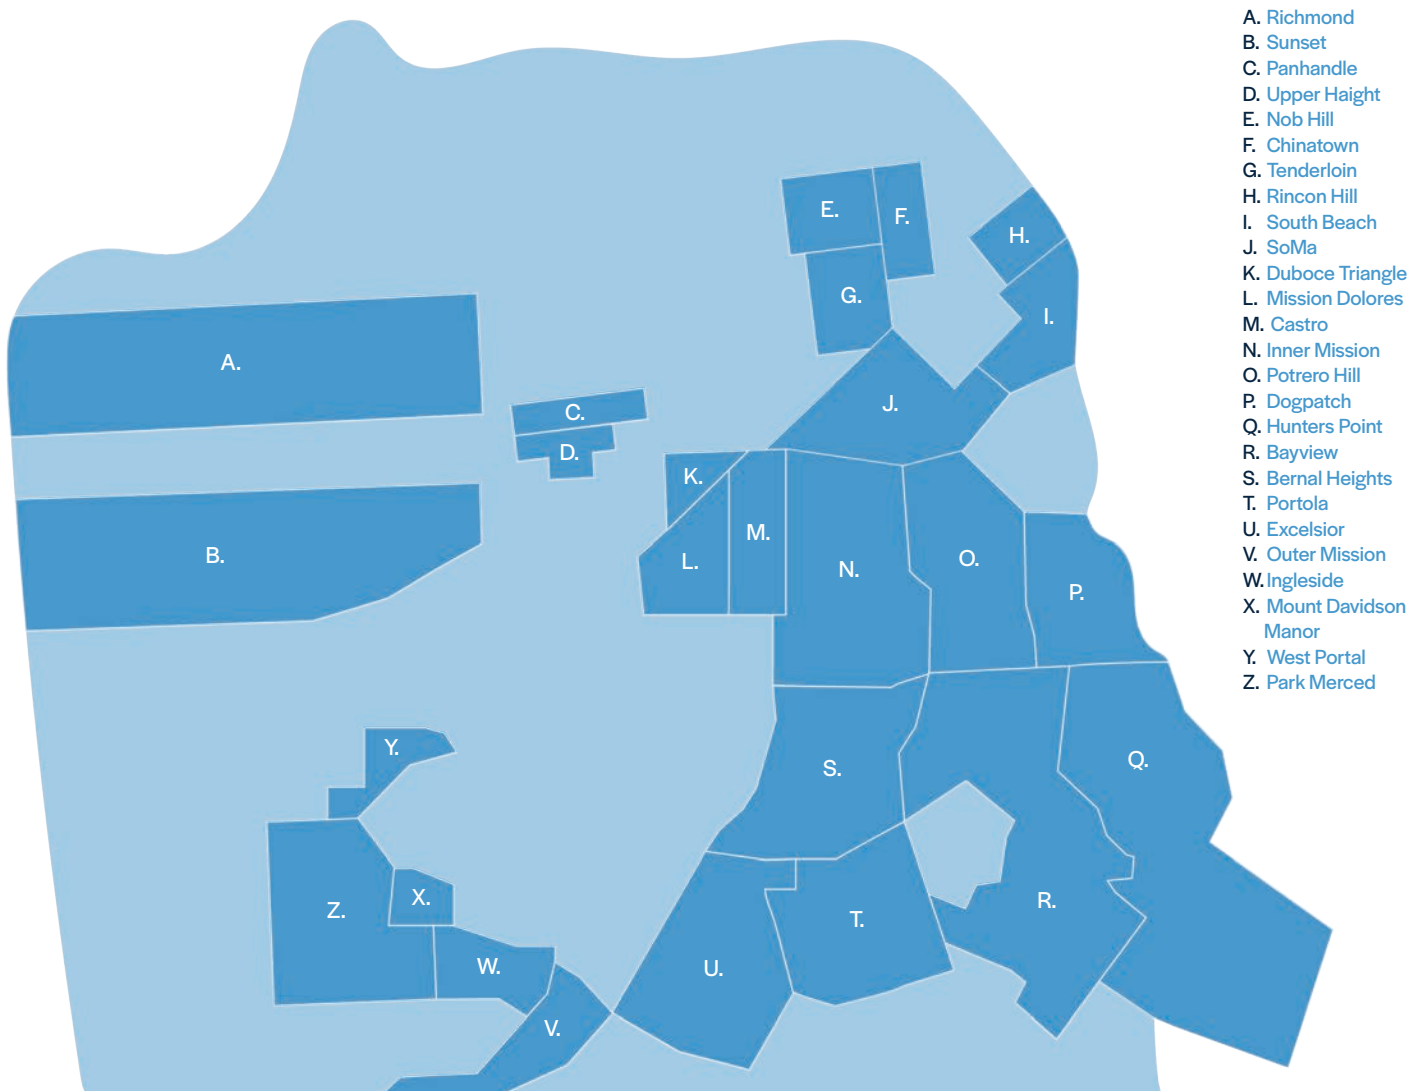 A. Richmond
B. Sunset
C. Panhandle
D. Upper Haight
E. Nob Hill
F. Chinatown
G. Tenderloin
H. Rincon Hill
I. South Beach
J. SoMa
K. Duboce Triangle
L. Mission Dolores
M. Castro
N. Inner Mission
O. Potrero Hill
P. Dogpatch
Q. Hunters Point
R. Bayview
S. Bernal Heights
T. Portola
U. Excelsior
V. Outer Mission
W. Ingleside
X. Mount Davidson
Manor
Y. West Portal
Z. Park Merced
E.
F.
H.
G.
I.
A.
J.
C.
D.
K.
M.
L.
B.
N.
O.
P.
Y.
S.
Q.
X.
Z.
R.
T.
W.
U.
V.